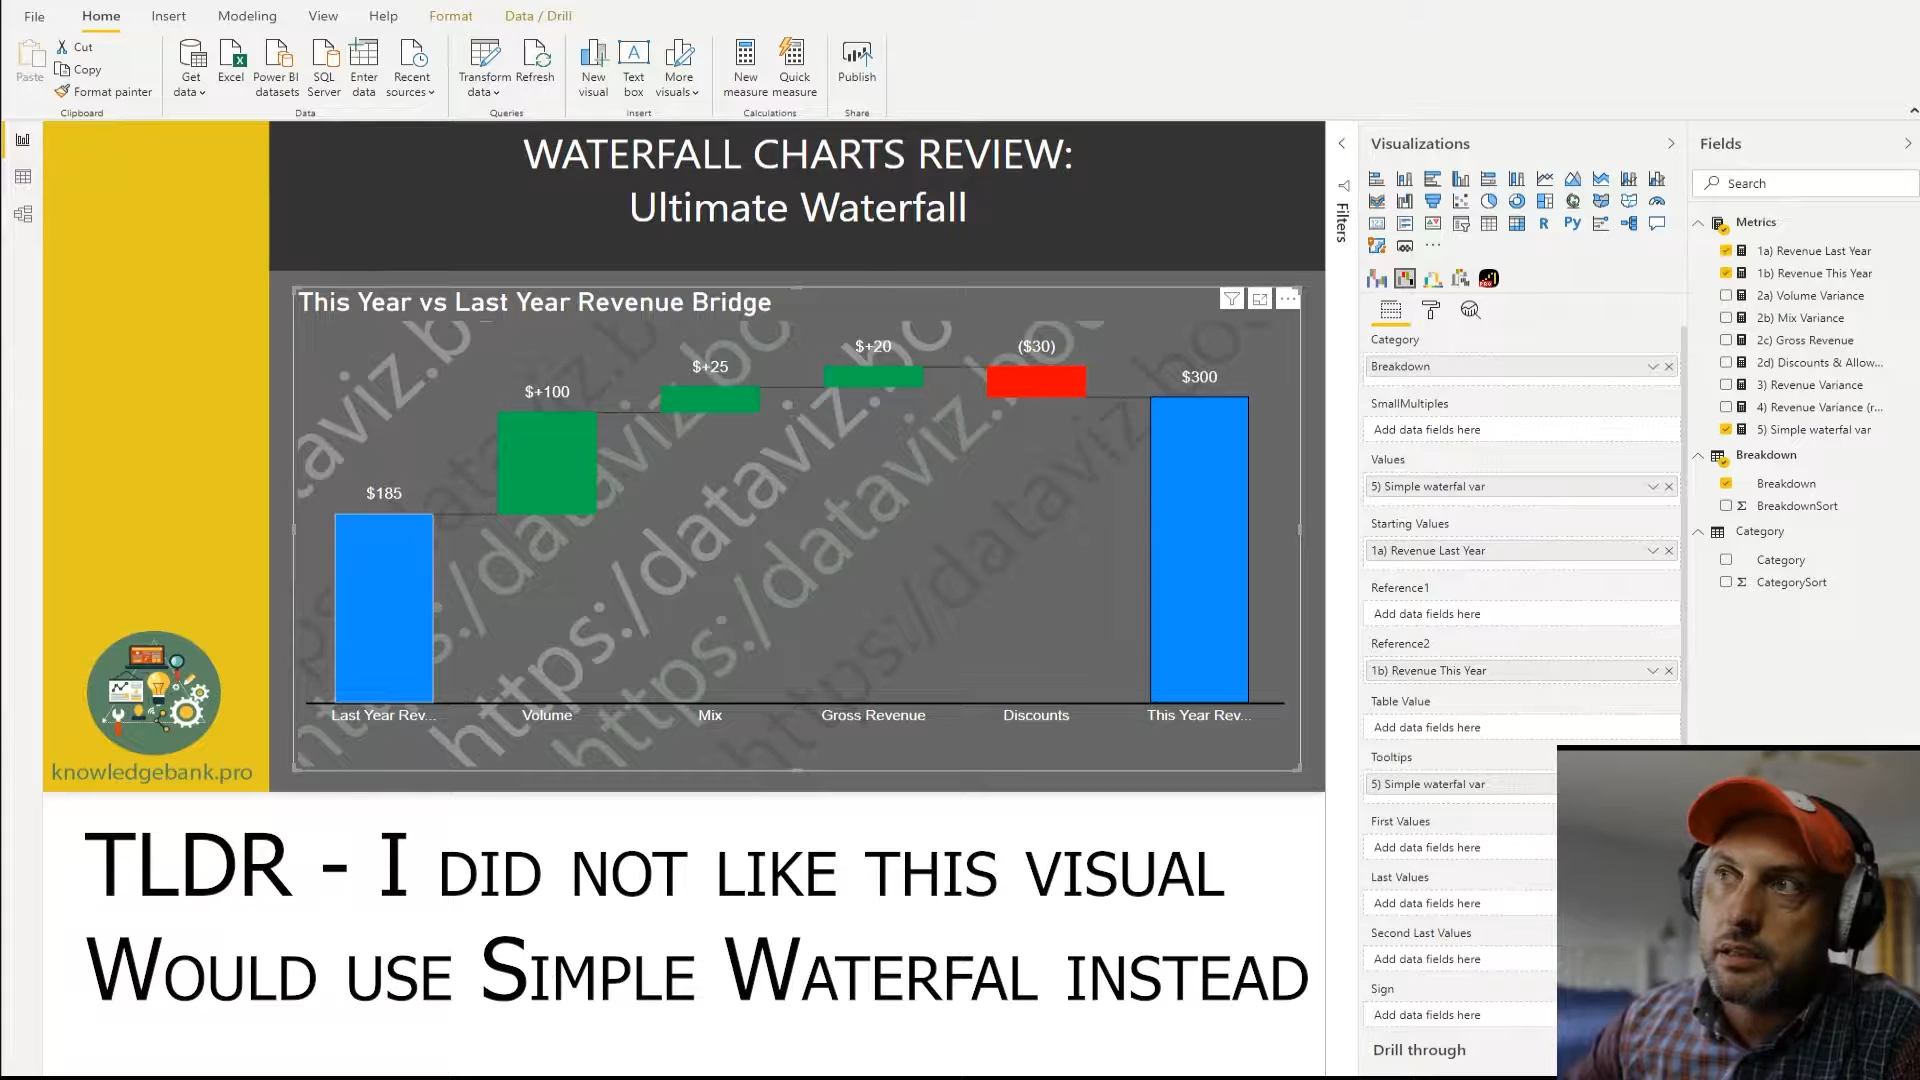 File Home Insert Modeling View Help Format Data / Drill
Paste
Cut
Copy
Format painter
Clipboard
Get data
Excel
Power BI datasets
SQL Server
Enter data
Recent sources
Data
Transform data
Refresh
Queries
New visual
Text box
More visuals
Insert
New measure
Quick measure
Calculations
Publish
Share
WATERFALL CHARTS REVIEW:
Ultimate Waterfall
This Year vs Last Year Revenue Bridge
$185
$+100
$+25
$+20
($30)
$300
Last Year Rev...
Volume
Mix
Gross Revenue
Discounts
This Year Rev...
https:/dataviz.bo
knowledgebank.pro
TLDR - I DID NOT LIKE THIS VISUAL
WOULD USE SIMPLE WATERFAL INSTEAD
Filters
Visualizations
R
Py
PRO
Category
Breakdown
SmallMultiples
Add data fields here
Values
5) Simple waterfal var
Starting Values
1a) Revenue Last Year
Reference1
Add data fields here
Reference2
1b) Revenue This Year
Table Value
Add data fields here
Tooltips
5) Simple waterfal var
First Values
Add data fields here
Last Values
Add data fields here
Second Last Values
Add data fields here
Sign
Add data fields here
Drill through
Fields
Search
Metrics
1a) Revenue Last Year
1b) Revenue This Year
2a) Volume Variance
2b) Mix Variance
2c) Gross Revenue
2d) Discounts & Allow...
3) Revenue Variance
4) Revenue Variance (r...
5) Simple waterfal var
Breakdown
Breakdown
BreakdownSort
Category
Category
CategorySort